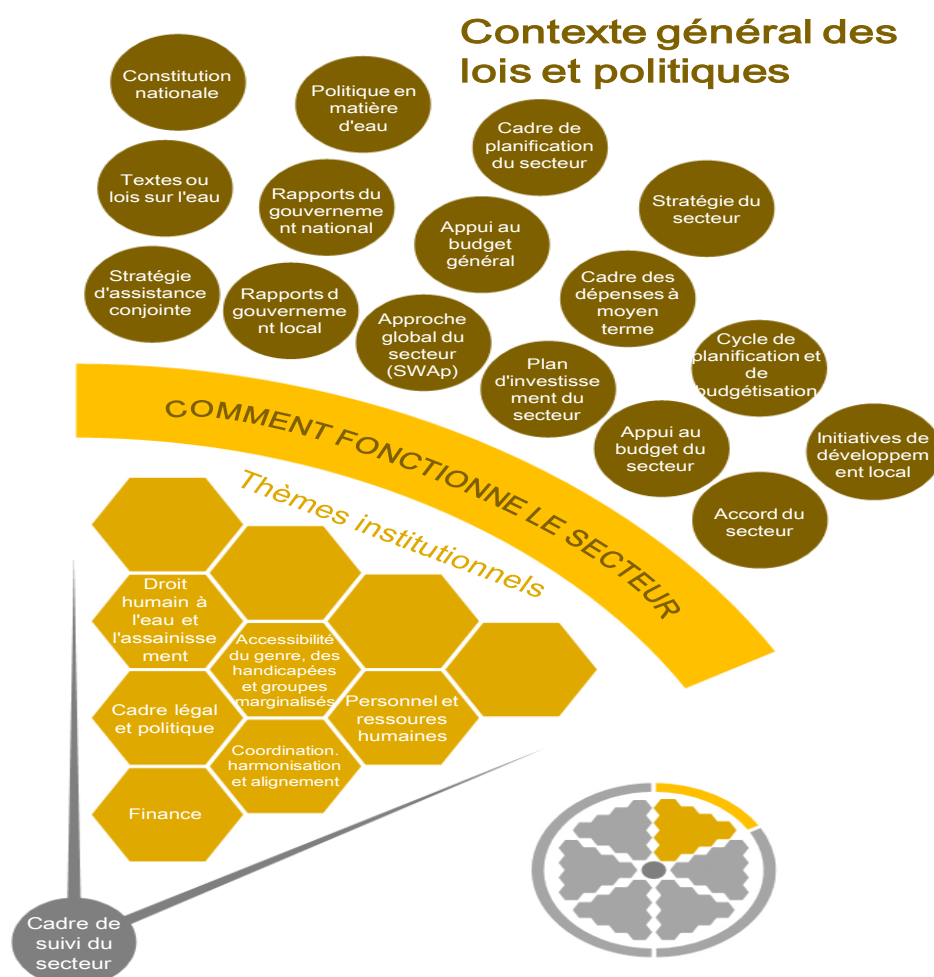 Contexte général des
lois et politiques
Constitution
nationale
Politique en
matière
d'eau
Cadre de
planification
du secteur
Textes ou
lois sur l'eau
Rapports du
gouverneme
nt national
Appui au
budget
général
Stratégie du
secteur
Stratégie
d'assistance
conjointe
Rapports d
gouverneme
nt local
Approche
global du
secteur
(SWAp)
Cadre des
dépenses à
moyen
terme
Plan
d'investisse
ment du
secteur
Cycle de
planification et
de
budgétisation
Appui au
budget du
secteur
Initiatives de
développem
ent local
Accord du
secteur
COMMENT FONCTIONNE LE SECTEUR
Thèmes institutionnels
Droit
humain à
l'eau et
l'assainisse
ment
Accessibilité
du genre, des
handicapées
et groupes
marginalisés
Cadre légal
et politique
Personnel et
ressoures
humaines
Coordination.
harmonisation
et alignement
Finance
Cadre de
suivi du
secteur